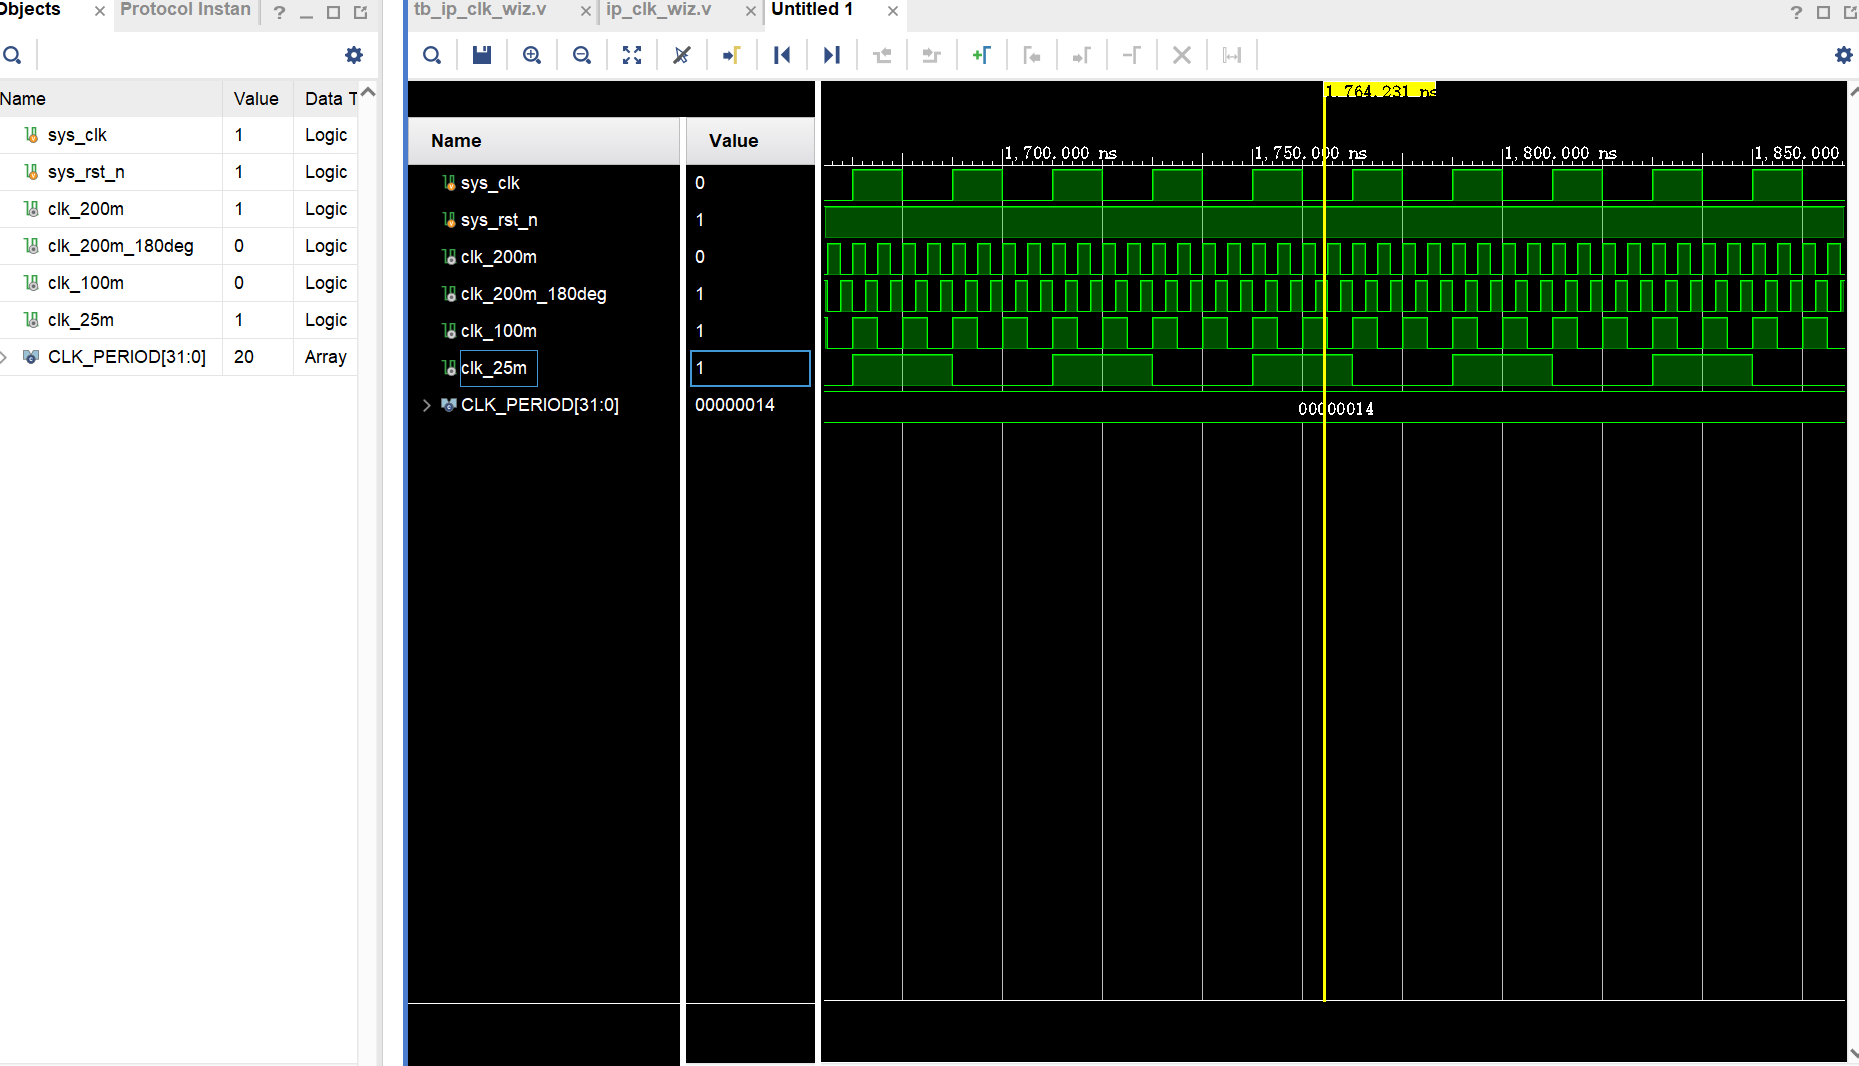 Objects Protocol Instan ?
Name Value Data T
sys_clk 1 Logic
sys_rst_n 1 Logic
clk_200m 1 Logic
clk_200m_180deg 0 Logic
clk_100m 0 Logic
clk_25m 1 Logic
CLK_PERIOD[31:0] 20 Array
tb_ip_clk_wiz.v ip_clk_wiz.v Untitled 1 ?
1,764.231 ns
Name Value
1,700.000 ns 1,750.000 ns 1,800.000 ns 1,850.000
sys_clk 0
sys_rst_n 1
clk_200m 0
clk_200m_180deg 1
clk_100m 1
clk_25m 1
CLK_PERIOD[31:0] 00000014 00000014